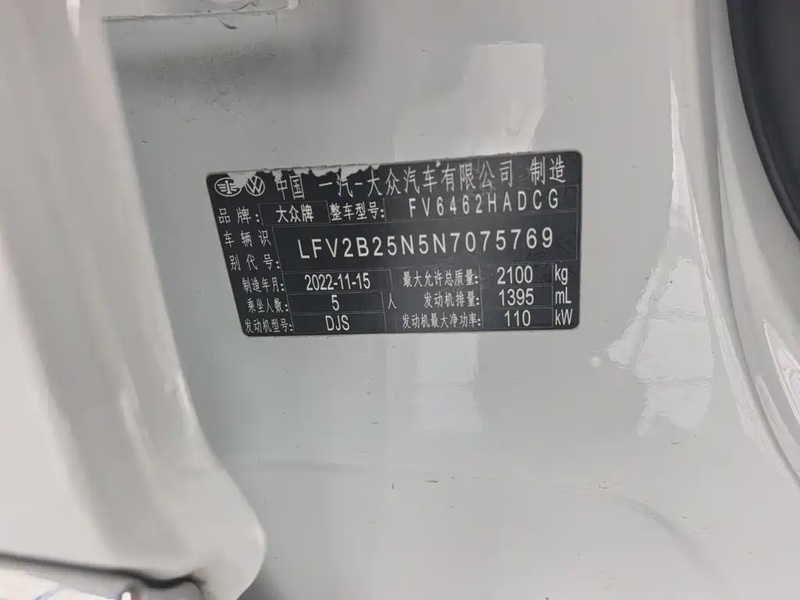 中国 一汽-大众汽车有限公司 制造
品牌: 大众牌 整车型号: FV6462HADCG
车辆识别代号: LFV2B25N5N7075769
制造年月: 2022-11-15 最大允许总质量: 2100 kg
乘坐人数: 5 人 发动机排量: 1395 mL
发动机型号: DJS 发动机最大净功率: 110 kW